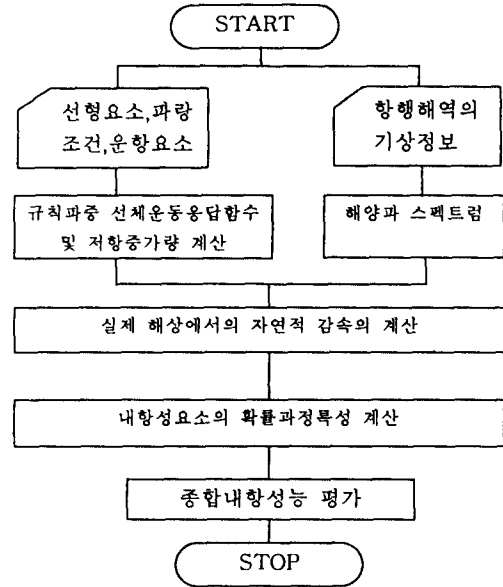 START
선형요소,파랑
조건,운항요소
항행해역의
기상정보
규칙파중 선체운동응답함수
및 저항증가량 계산
해양파 스펙트럼
실제 해상에서의 자연적 감속의 계산
내항성요소의 확률과정특성 계산
종합내항성능 평가
STOP